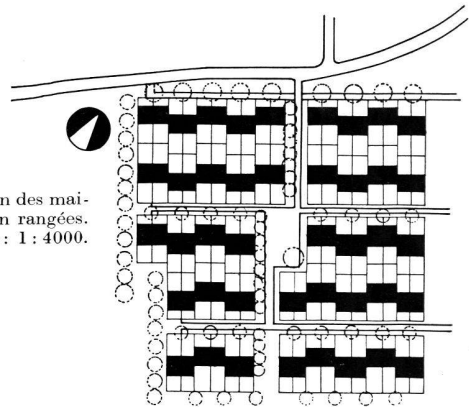 n des mai-
n rangées.
: 1:4000.